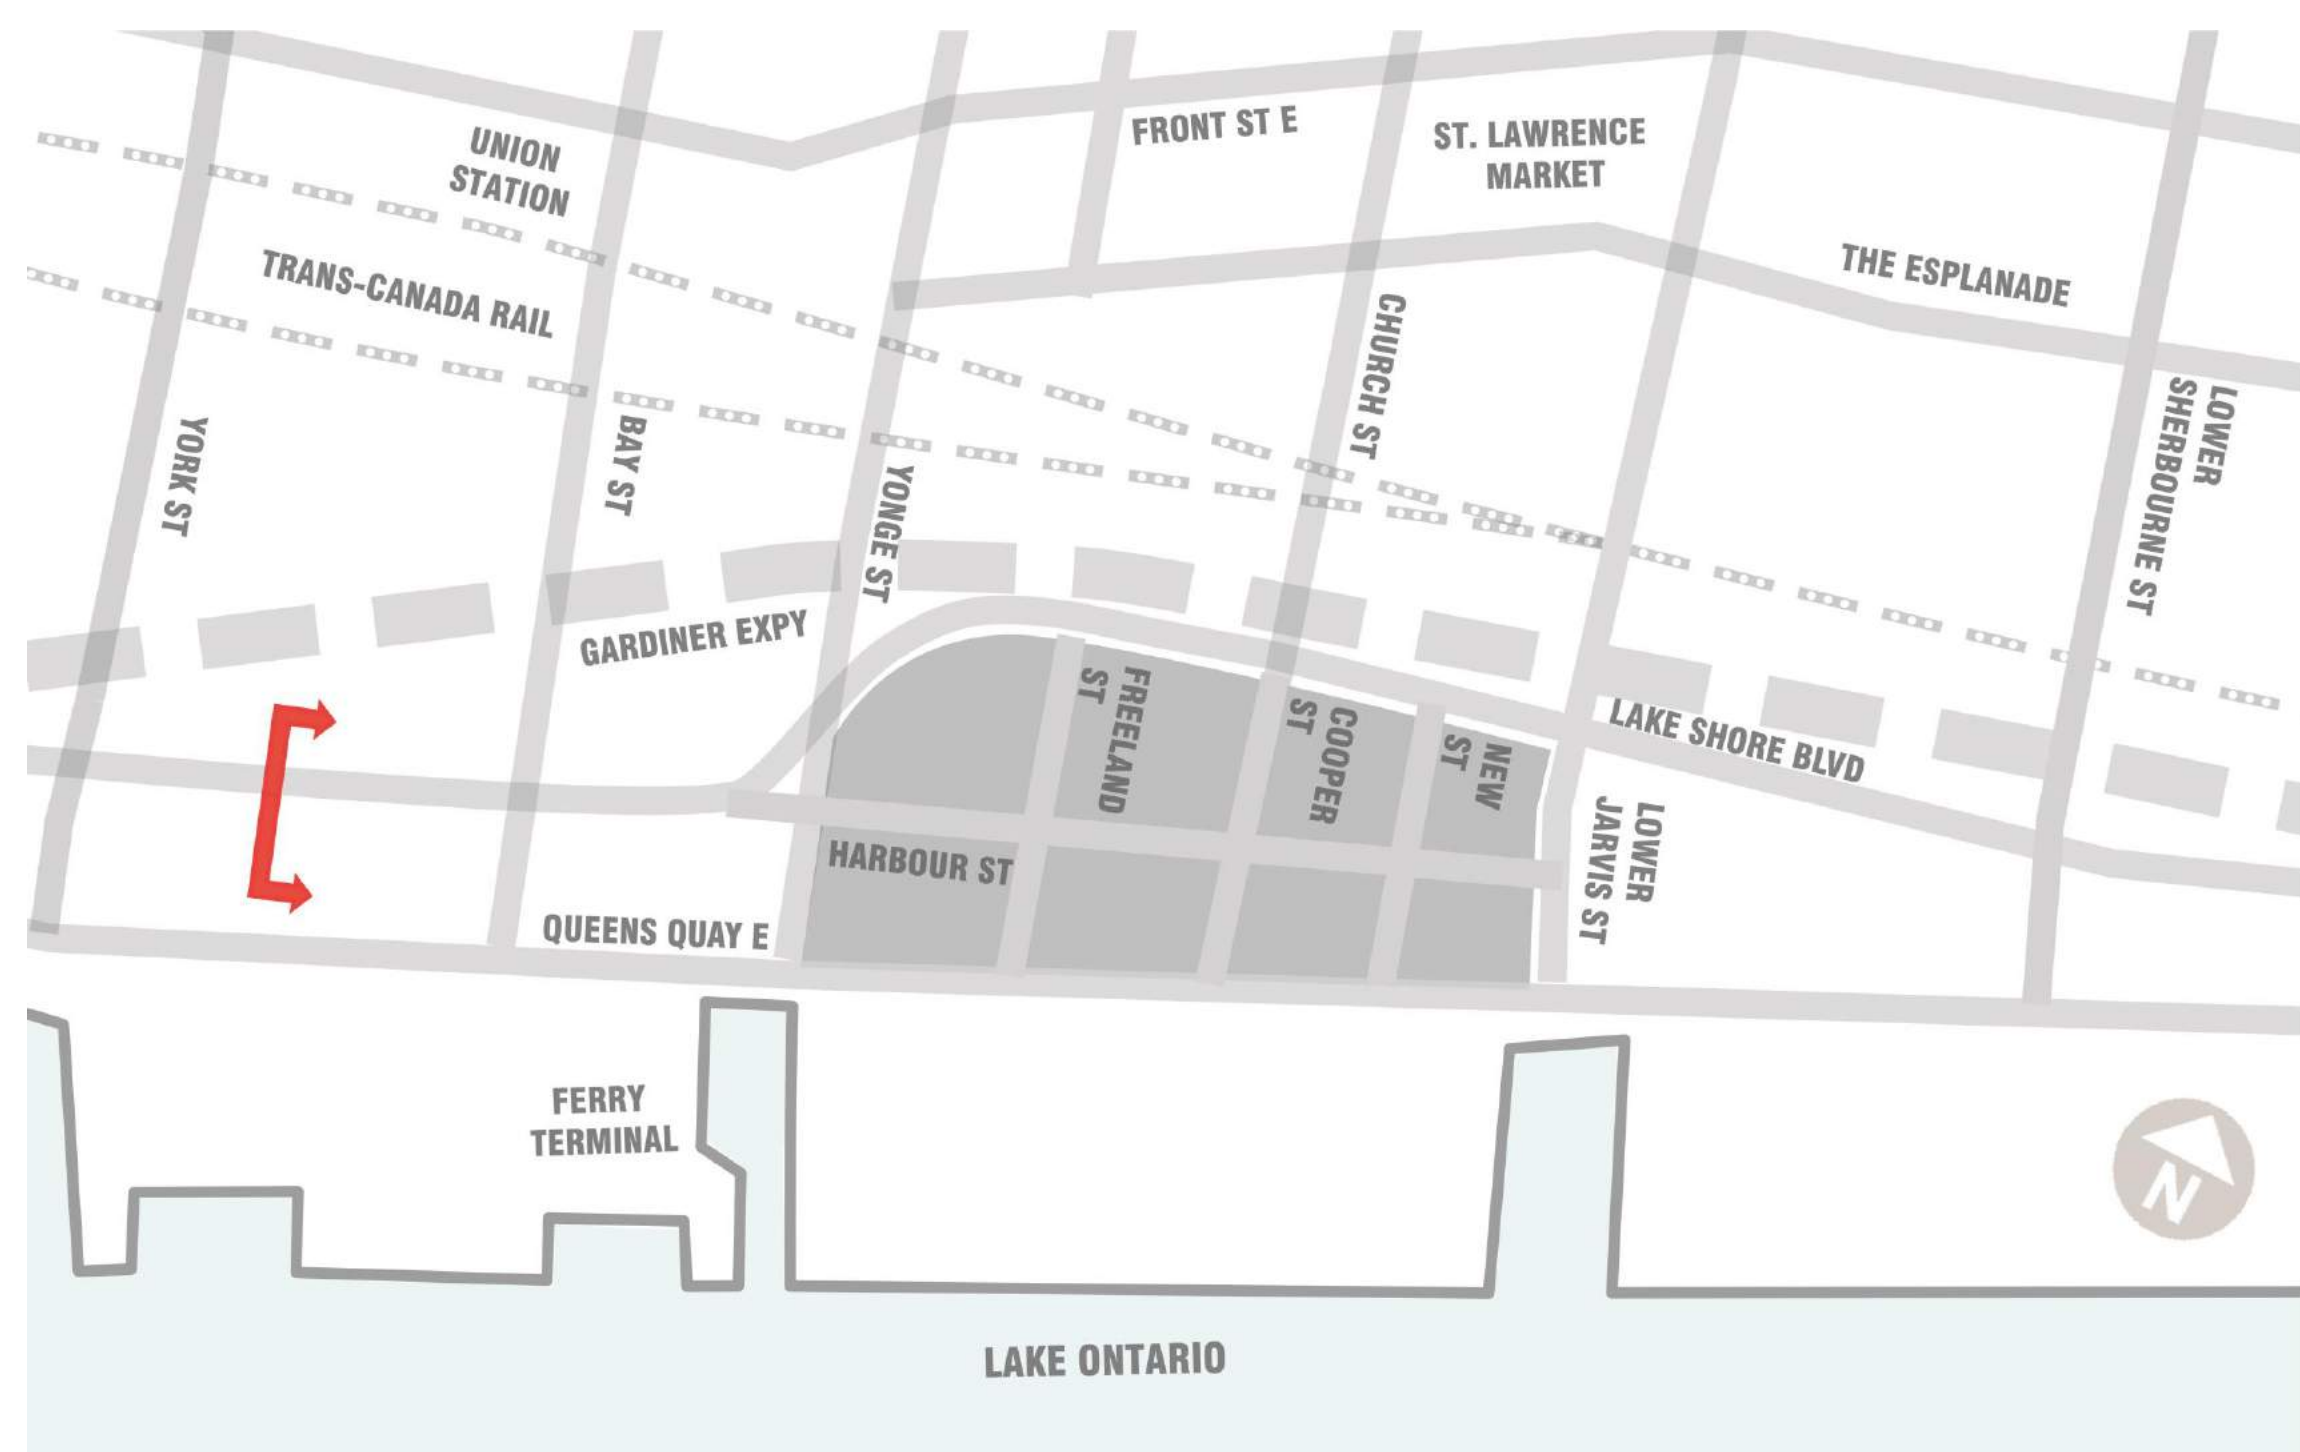 FRONT ST E
UNION
STATION
ST. LAWRENCE
MARKET
TRANS-CANADA RAIL
THE ESPLANADE
CHURCH ST
LOWER
SHERBOURNE ST
YORK ST
BAY ST
YONGE ST
GARDINER EXPY
FREELAND
ST
COOPER
ST
NEW
ST
LAKE SHORE BLVD
LOWER
JARVIS ST
HARBOUR ST
QUEENS QUAY E
FERRY
TERMINAL
N
LAKE ONTARIO